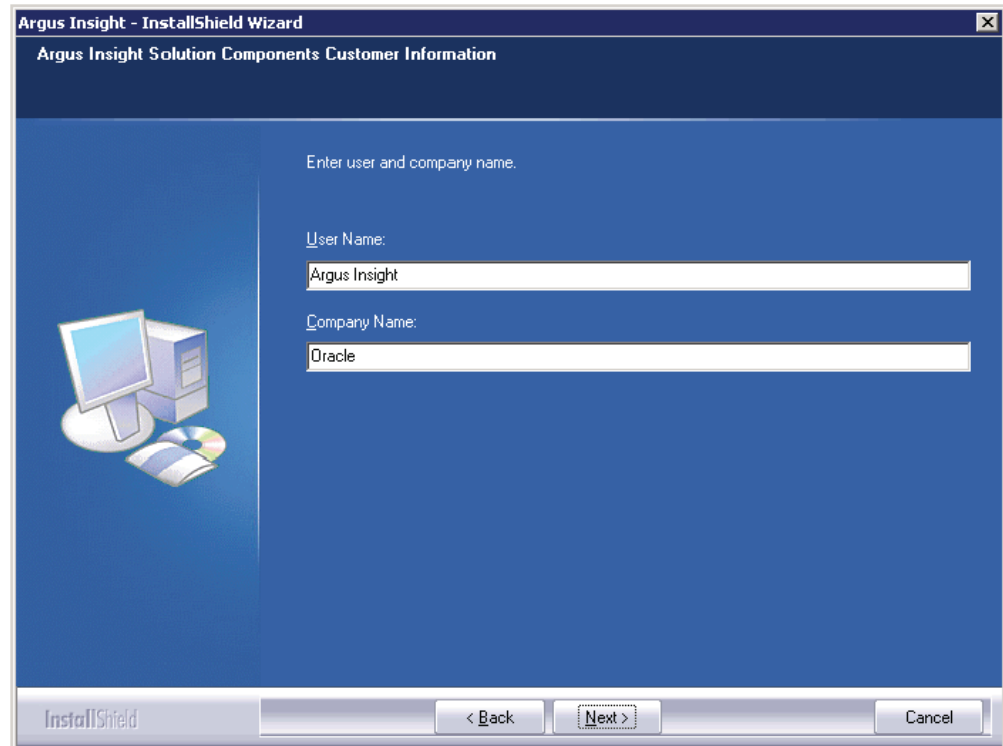 Argus Insight - InstallShield Wizard
Argus Insight Solution Components Customer Information
Enter user and company name.
User Name:
Argus Insight
Company Name:
Oracle
InstallShield
< Back
Next >
Cancel